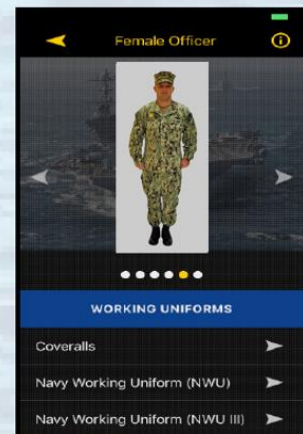 Female Officer
WORKING UNIFORMS
Coveralls
Navy Working Uniform (NWU)
Navy Working Uniform (NWU III)